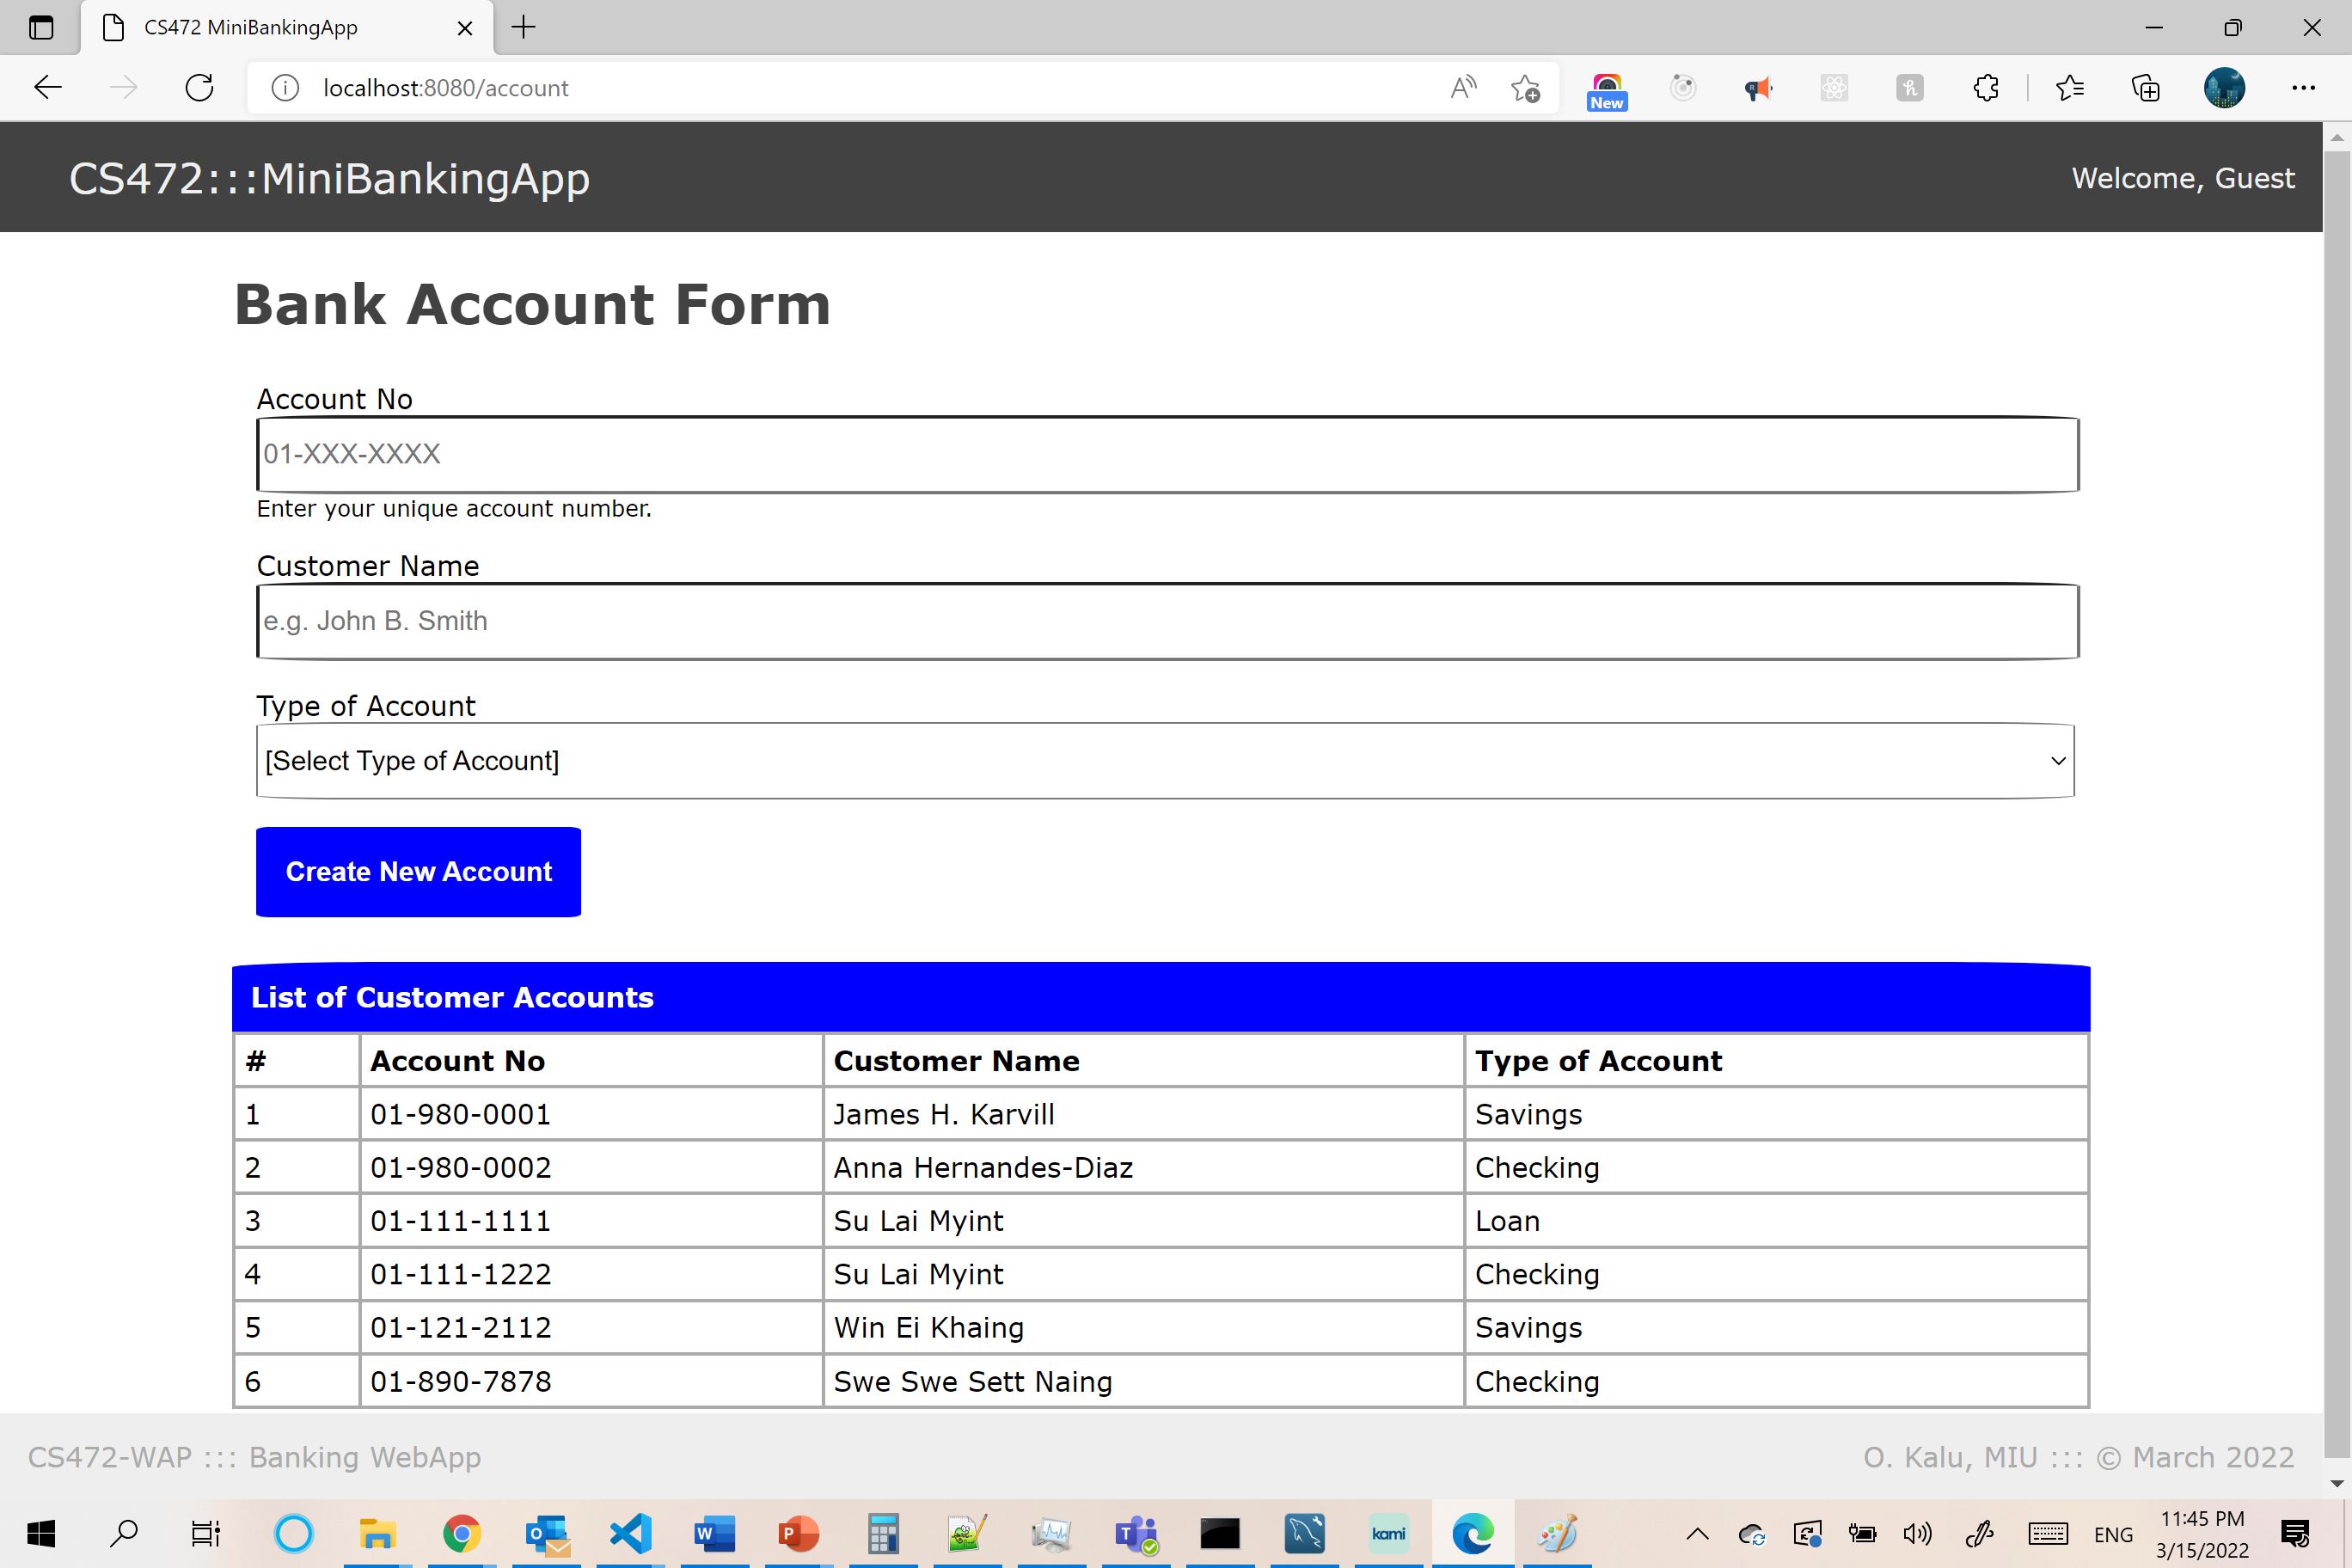 CS472 MiniBankingApp
localhost:8080/account
New
CS472:::MiniBankingApp
Welcome, Guest
Bank Account Form
Account No
01-XXX-XXXX
Enter your unique account number.
Customer Name
e.g. John B. Smith
Type of Account
[Select Type of Account]
Create New Account
List of Customer Accounts
# Account No Customer Name Type of Account
1 01-980-0001 James H. Karvill Savings
2 01-980-0002 Anna Hernandes-Diaz Checking
3 01-111-1111 Su Lai Myint Loan
4 01-111-1222 Su Lai Myint Checking
5 01-121-2112 Win Ei Khaing Savings
6 01-890-7878 Swe Swe Sett Naing Checking
CS472-WAP ::: Banking WebApp
O. Kalu, MIU ::: © March 2022
kami
ENG
11:45 PM
3/15/2022